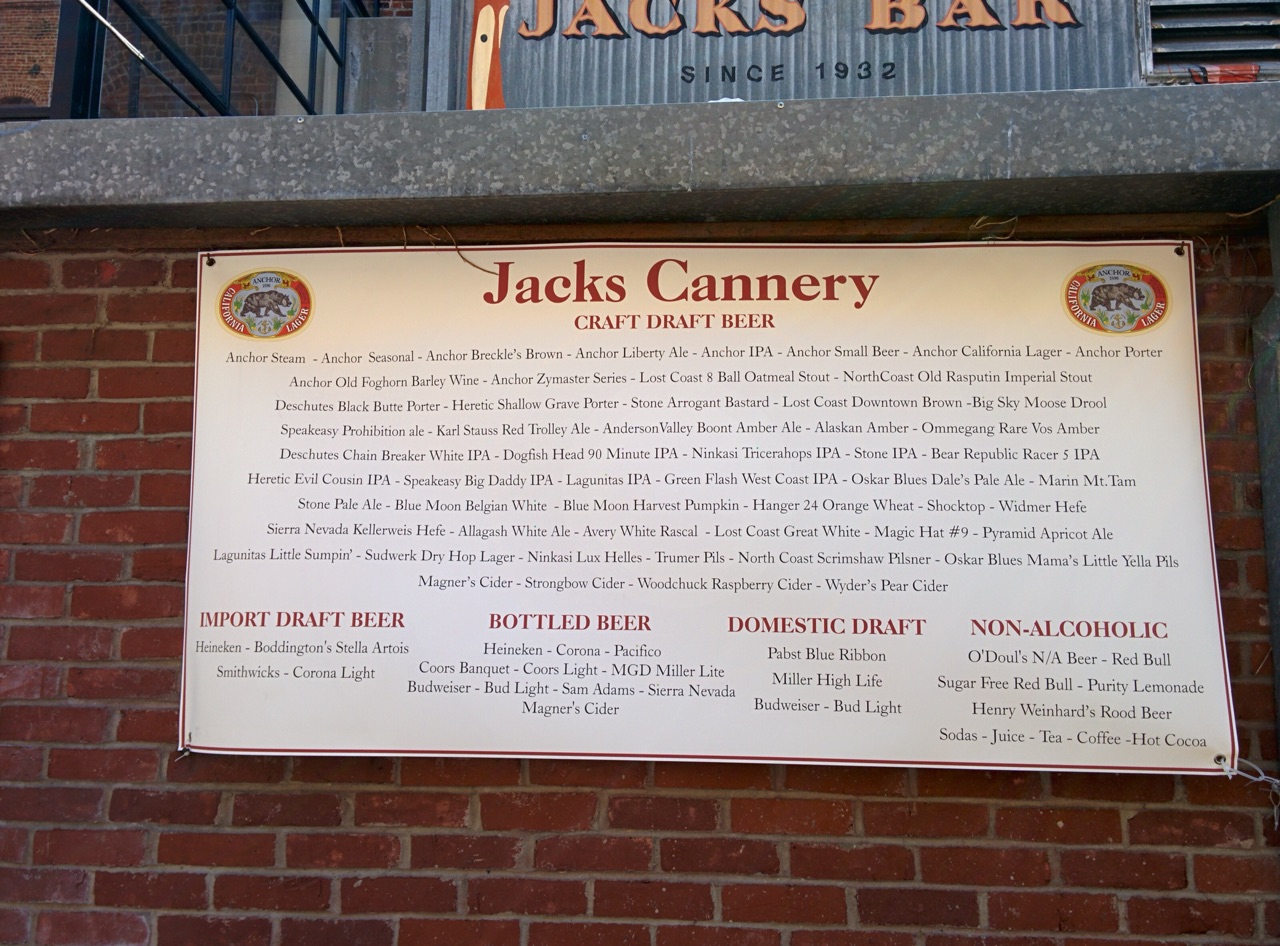 JACKS BAR
SINCE 1932
Jacks Cannery
CRAFT DRAFT BEER
ANCHOR
CALIFORNIA LAGER
ANCHOR
CALIFORNIA LAGER
Anchor Steam - Anchor Seasonal - Anchor Breckle's Brown - Anchor Liberty Ale - Anchor IPA - Anchor Small Beer - Anchor California Lager - Anchor Porter
Anchor Old Foghorn Barley Wine - Anchor Zymaster Series - Lost Coast 8 Ball Oatmeal Stout - NorthCoast Old Rasputin Imperial Stout
Deschutes Black Butte Porter - Heretic Shallow Grave Porter - Stone Arrogant Bastard - Lost Coast Downtown Brown -Big Sky Moose Drool
Speakeasy Prohibition ale - Karl Stauss Red Trolley Ale - AndersonValley Boont Amber Ale - Alaskan Amber - Ommegang Rare Vos Amber
Deschutes Chain Breaker White IPA - Dogfish Head 90 Minute IPA - Ninkasi Tricerahops IPA - Stone IPA - Bear Republic Racer 5 IPA
Heretic Evil Cousin IPA - Speakeasy Big Daddy IPA - Lagunitas IPA - Green Flash West Coast IPA - Oskar Blues Dale's Pale Ale - Marin Mt.Tam
Stone Pale Ale - Blue Moon Belgian White - Blue Moon Harvest Pumpkin - Hanger 24 Orange Wheat - Shocktop - Widmer Hefe
Sierra Nevada Kellerweis Hefe - Allagash White Ale - Avery White Rascal - Lost Coast Great White - Magic Hat #9 - Pyramid Apricot Ale
Lagunitas Little Sumpin' - Sudwerk Dry Hop Lager - Ninkasi Lux Helles - Trumer Pils - North Coast Scrimshaw Pilsner - Oskar Blues Mama's Little Yella Pils
Magner's Cider - Strongbow Cider - Woodchuck Raspberry Cider - Wyder's Pear Cider
IMPORT DRAFT BEER
Heineken - Boddington's Stella Artois
Smithwicks - Corona Light
BOTTLED BEER
Heineken - Corona - Pacifico
Coors Banquet - Coors Light - MGD Miller Lite
Budweiser - Bud Light - Sam Adams - Sierra Nevada
Magner's Cider
DOMESTIC DRAFT
Pabst Blue Ribbon
Miller High Life
Budweiser - Bud Light
NON-ALCOHOLIC
O'Doul's N/A Beer - Red Bull
Sugar Free Red Bull - Purity Lemonade
Henry Weinhard's Rood Beer
Sodas - Juice - Tea - Coffee -Hot Cocoa